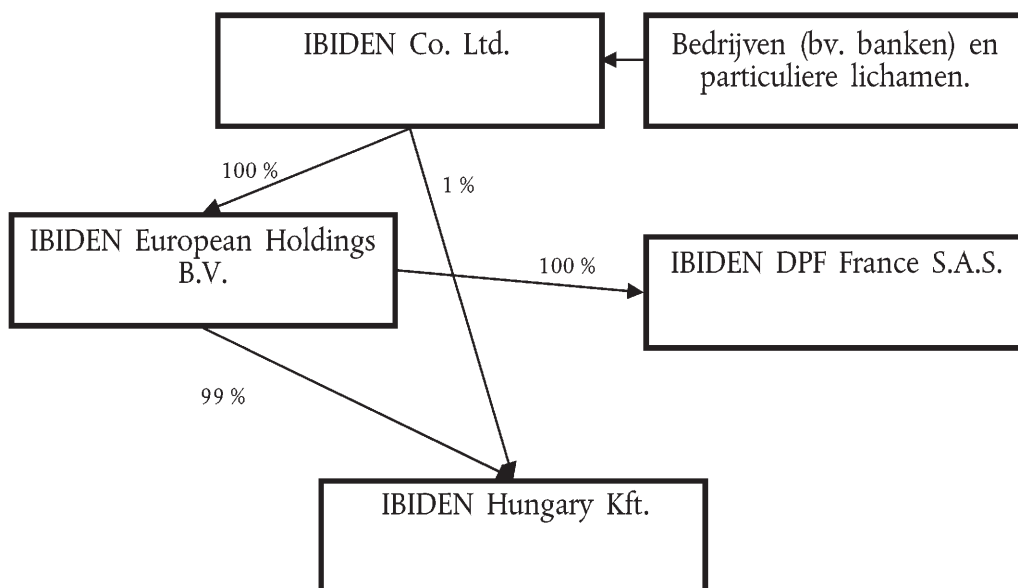 IBIDEN Co. Ltd.
Bedrijven (bv. banken) en
particuliere lichamen.
100 %
1 %
IBIDEN European Holdings
B.V.
100 %
IBIDEN DPF France S.A.S.
99 %
IBIDEN Hungary Kft.